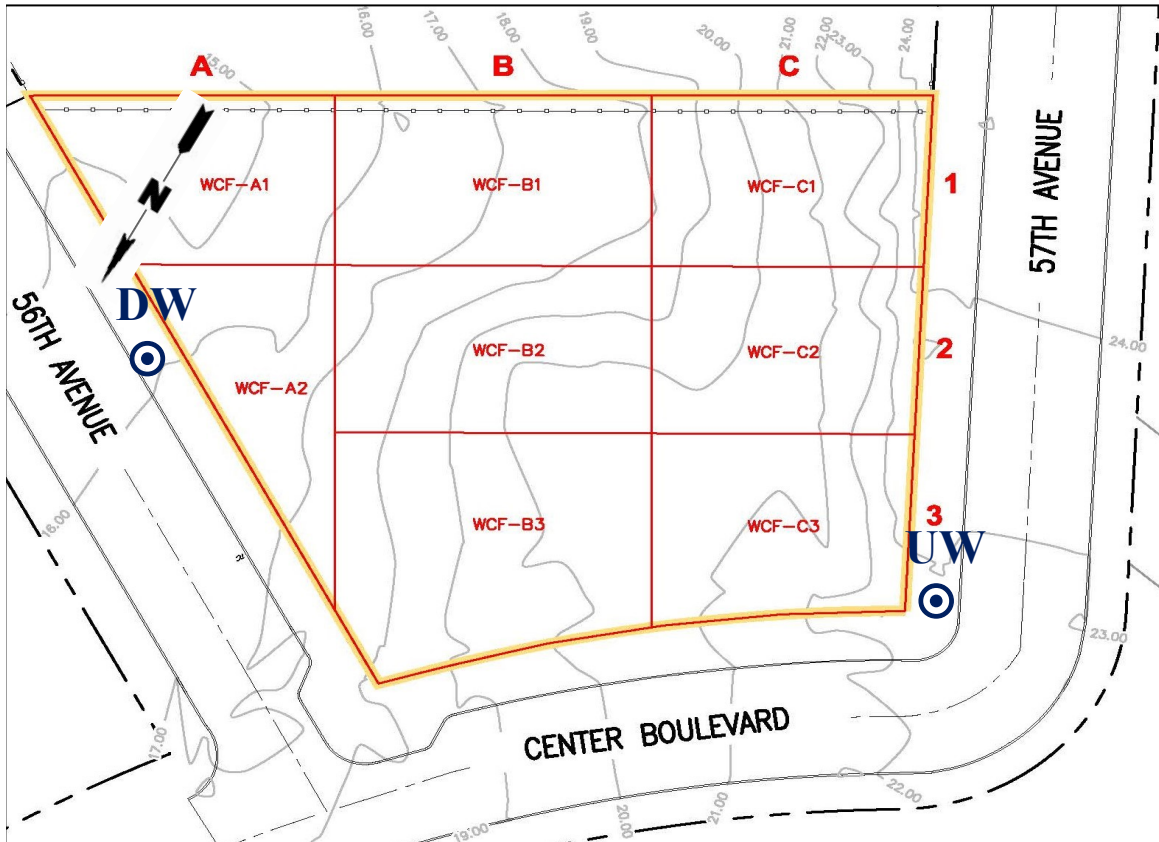 16.00
17.00
18.00
19.00
20.00
21.00
22.00
23.00
24.00
A
B
C
15.00
N
WCF-A1
WCF-B1
WCF-C1
1
57TH AVENUE
DW
56TH AVENUE
WCF-A2
WCF-B2
WCF-C2
2
24.00
16.00
WCF-B3
WCF-C3
3
UW
23.00
17.00
CENTER BOULEVARD
19.00
20.00
21.00
22.00